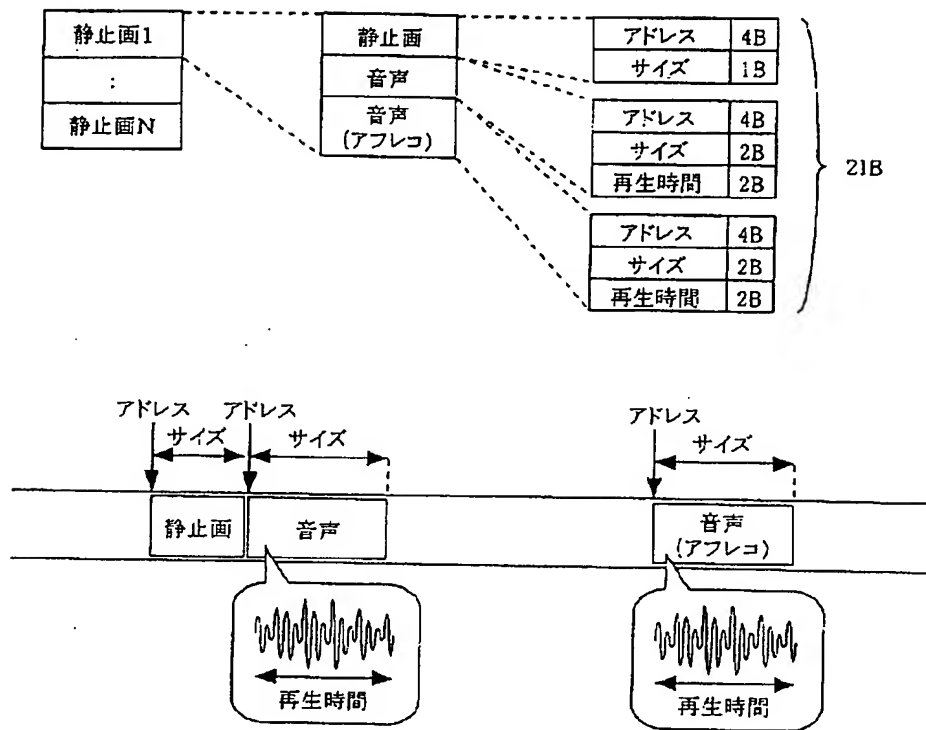 静止画1
:
静止画N
静止画
音声
音声
(アフレコ)
アドレス 4B
サイズ 1B
アドレス 4B
サイズ 2B
再生時間 2B
アドレス 4B
サイズ 2B
再生時間 2B
21B
アドレス アドレス
サイズ サイズ
アドレス
サイズ
静止画
音声
音声
(アフレコ)
再生時間
再生時間